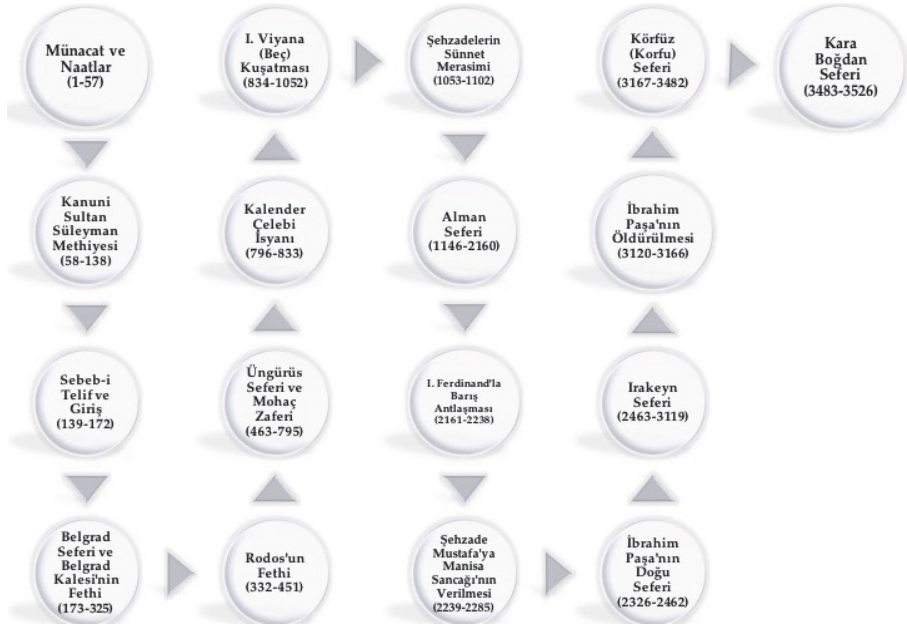 Münacat ve
Naatlar
(1-57)
Kanuni
Sultan
Süleyman
Methiyesi
(58-138)
Sebeb-i
Telif ve
Giriş
(139-172)
Belgrad
Seferi ve
Belgrad
Kalesi'nin
Fethi
(173-325)
Rodos'un
Fethi
(332-451)
Üngürüs
Seferi ve
Mohaç
Zaferi
(463-795)
Kalender
Çelebi
İsyanı
(796-833)
I. Viyana
(Beç)
Kuşatması
(834-1052)
Şehzadelerin
Sünnet
Merasimi
(1053-1102)
Alman
Seferi
(1146-2160)
I. Ferdinand'la
Barış
Antlaşması
(2161-2238)
Şehzade
Mustafa'ya
Manisa
Sancağı'nın
Verilmesi
(2239-2285)
İbrahim
Paşa'nın
Doğu
Seferi
(2326-2462)
Irakeyn
Seferi
(2463-3119)
İbrahim
Paşa'nın
Öldürülmesi
(3120-3166)
Körfüz
(Korfu)
Seferi
(3167-3482)
Kara
Boğdan
Seferi
(3483-3526)